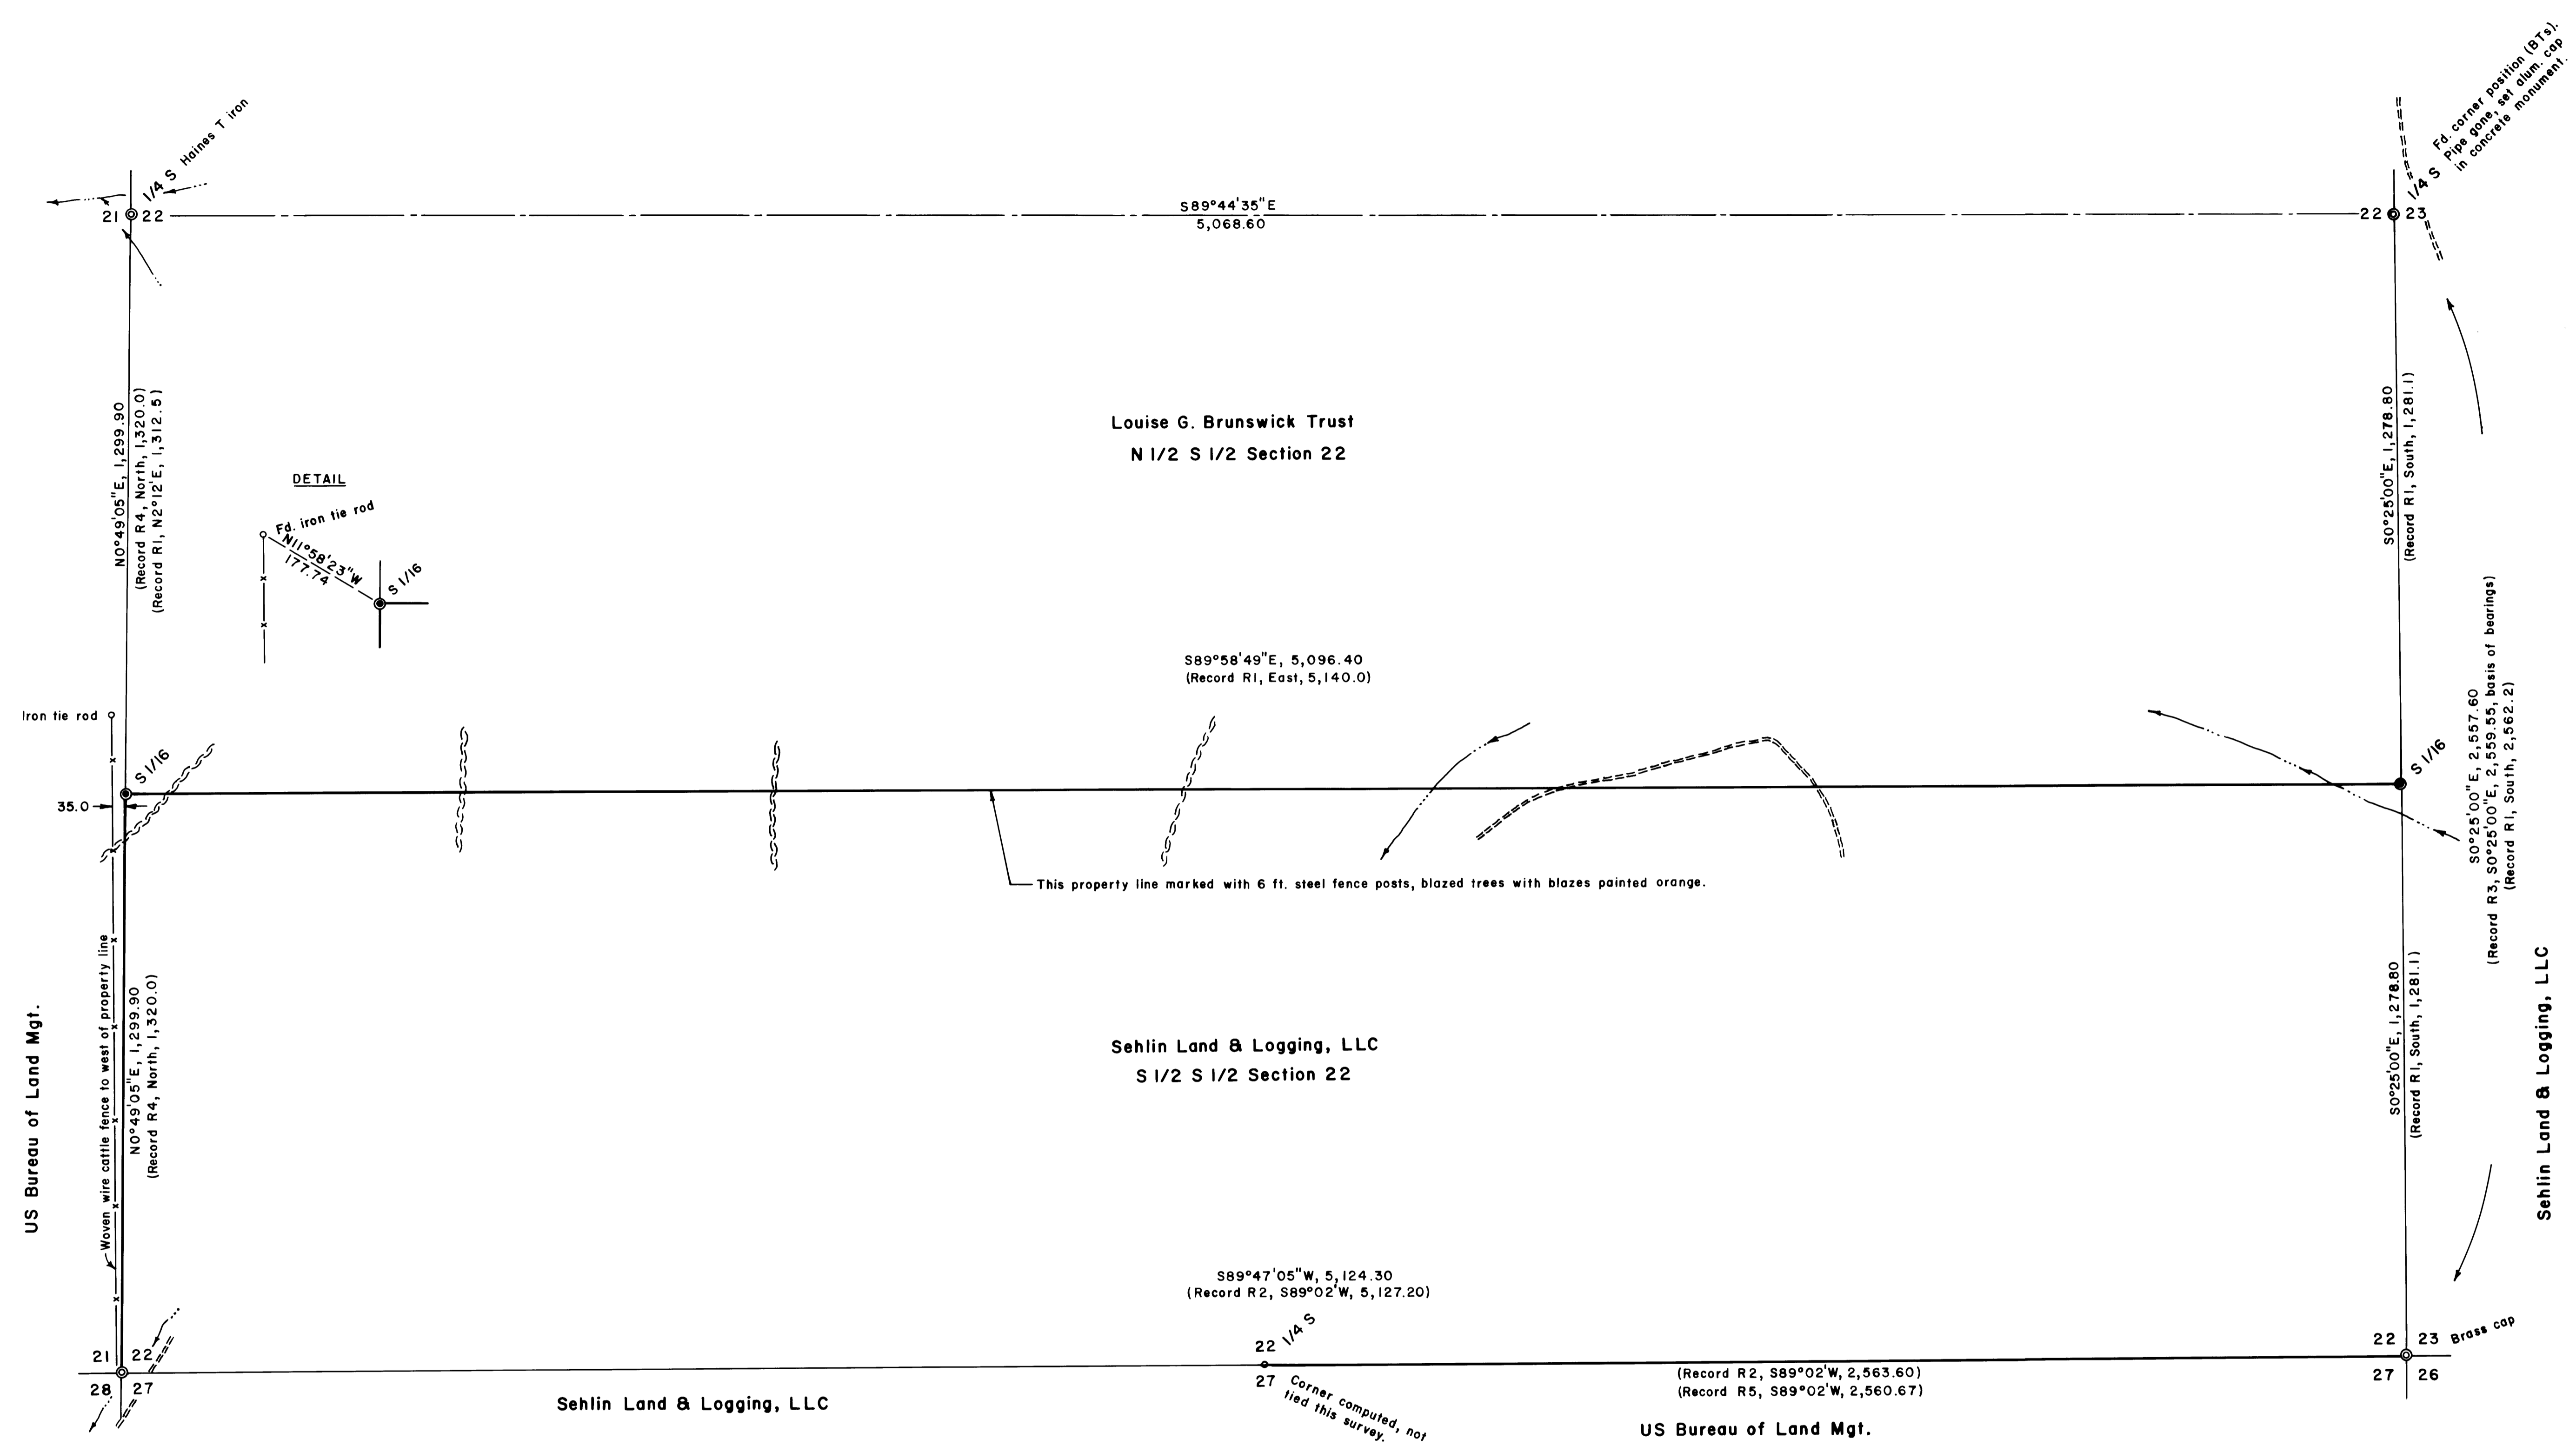 Haines T iron
1/4 S
21 22
S89°44'35"E
5,068.60
Fd. corner position (BTs).
Pipe gone, set alum. cap
in concrete monument.
1/4 S
22 23
N0°49'05"E, 1,299.90
(Record R4, North, 1,320.0)
(Record R1, N2°12'E, 1,312.5)
Louise G. Brunswick Trust
N 1/2 S 1/2 Section 22
S0°25'00"E, 1,278.80
(Record R1, South, 1,281.1)
DETAIL
Fd. iron tie rod
N11°58'23"W
177.74
S 1/16
S89°58'49"E, 5,096.40
(Record R1, East, 5,140.0)
Iron tie rod
S 1/16
35.0
S 1/16
S0°25'00"E, 2,557.60
(Record R3, S0°25'00"E, 2,559.55, basis of bearings)
(Record R1, South, 2,562.2)
This property line marked with 6 ft. steel fence posts, blazed trees with blazes painted orange.
US Bureau of Land Mgt.
Woven wire cattle fence to west of property line
N0°49'05"E, 1,299.90
(Record R4, North, 1,320.0)
Sehlin Land & Logging, LLC
S 1/2 S 1/2 Section 22
S0°25'00"E, 1,278.80
(Record R1, South, 1,281.1)
Sehlin Land & Logging, LLC
S89°47'05"W, 5,124.30
(Record R2, S89°02'W, 5,127.20)
21 22
28 27
22 1/4 S
27
Corner computed, not
tied this survey.
22 23 Brass cap
27 26
(Record R2, S89°02'W, 2,563.60)
(Record R5, S89°02'W, 2,560.67)
Sehlin Land & Logging, LLC
US Bureau of Land Mgt.